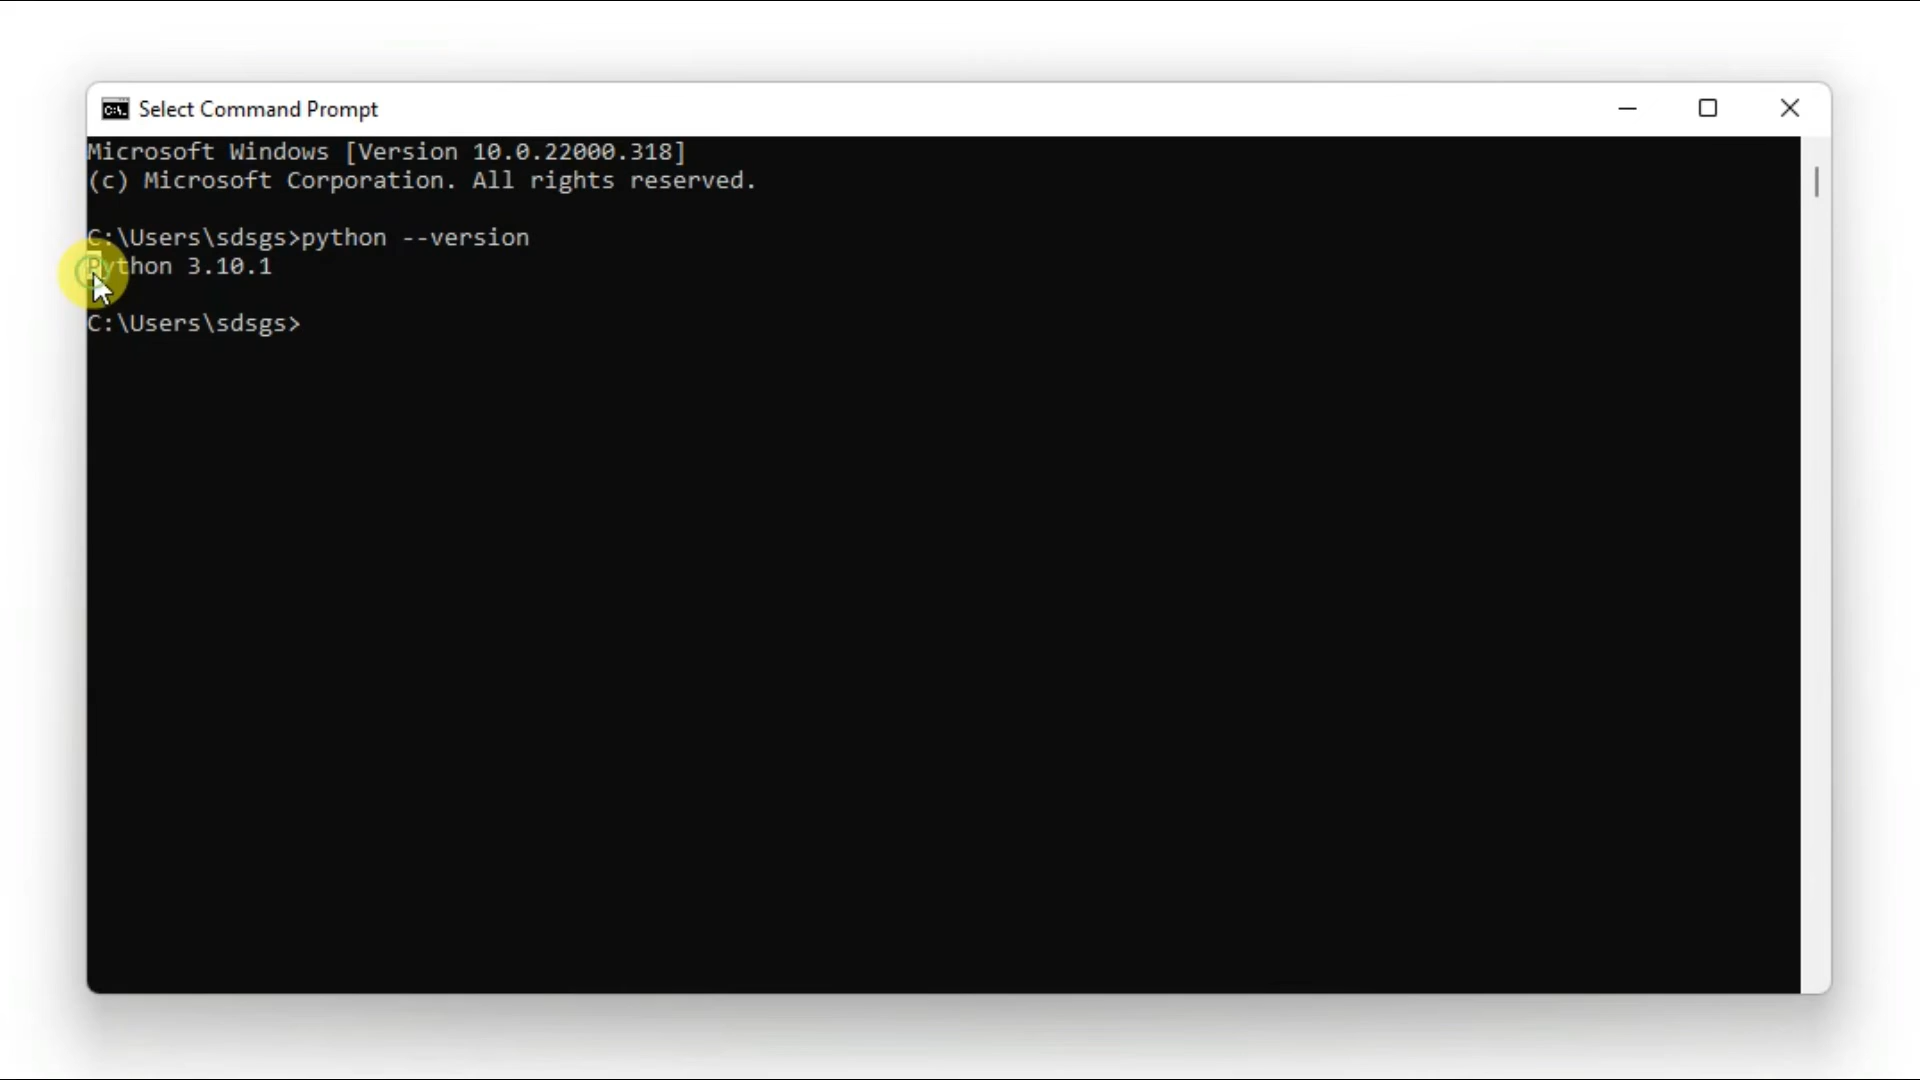 Select Command Prompt
Microsoft Windows [Version 10.0.22000.318]
(c) Microsoft Corporation. All rights reserved.
C:\Users\sdsgs>python --version
Python 3.10.1
C:\Users\sdsgs>